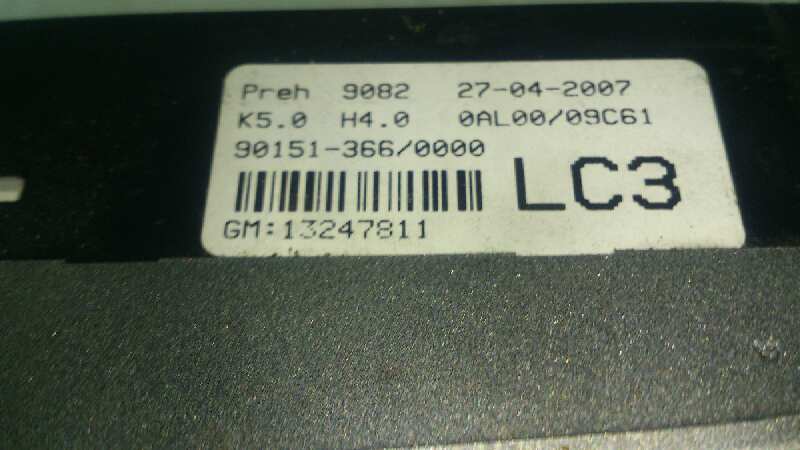 Preh 9082 27-04-2007
K5.0 H4.0 0AL00/09C61
90151-366/0000
LC3
GM:13247811